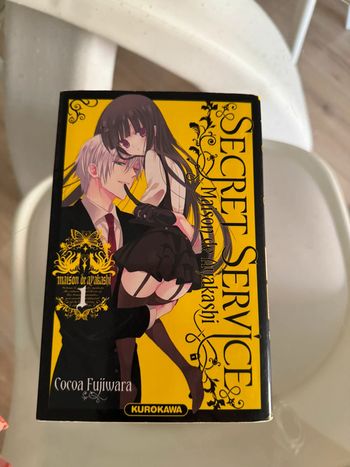 SECRET SERVICE
Maison de Ayakashi
maison de ayakashi
1
Cocoa Fujiwara
KUROKAWA